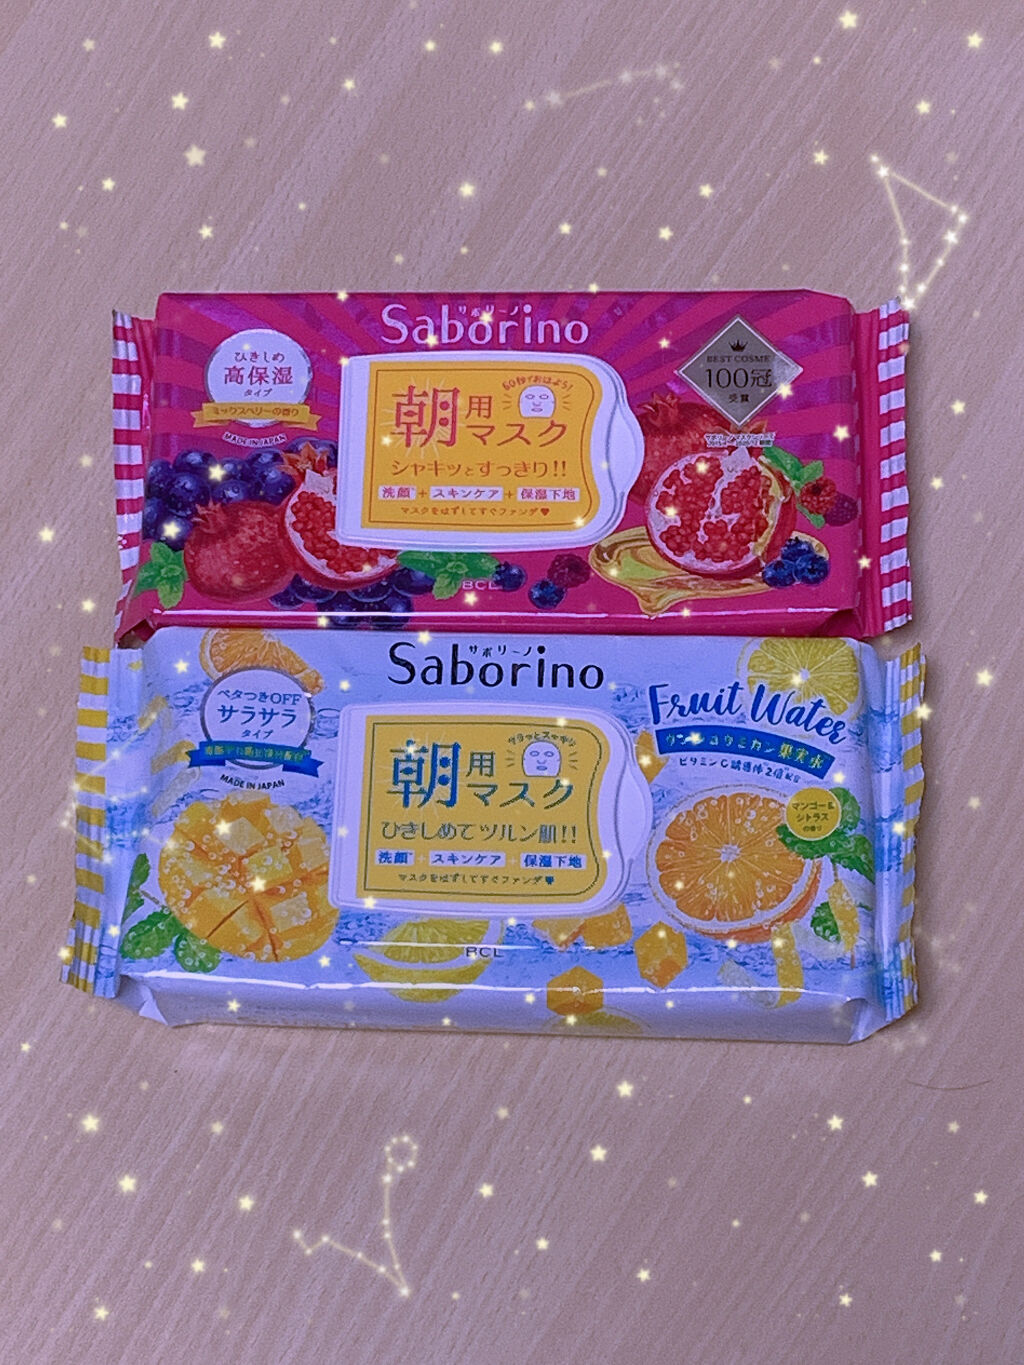 サボリーノ
Saborino
ひきしめ
高保湿
タイプ
ミックスベリーの香り
MADE IN JAPAN
60秒でおはよう!
朝用マスク
シャキッとすっきり!!
洗顔+スキンケア+保湿下地
マスクをはずしてすぐファンデ♥
BEST COSME
100冠
受賞
BCL
サボリーノ
Saborino
ベタつきOFF
サラサラ
タイプ
MADE IN JAPAN
朝用マスク
ひきしめてツルン肌!!
洗顔+スキンケア+保湿下地
マスクをはずしてすぐファンデ♥
Fruit Water
ウンシュウミカン果実水
ビタミンC誘導体2倍配合
マンゴー&
シトラス
の香り
BCL